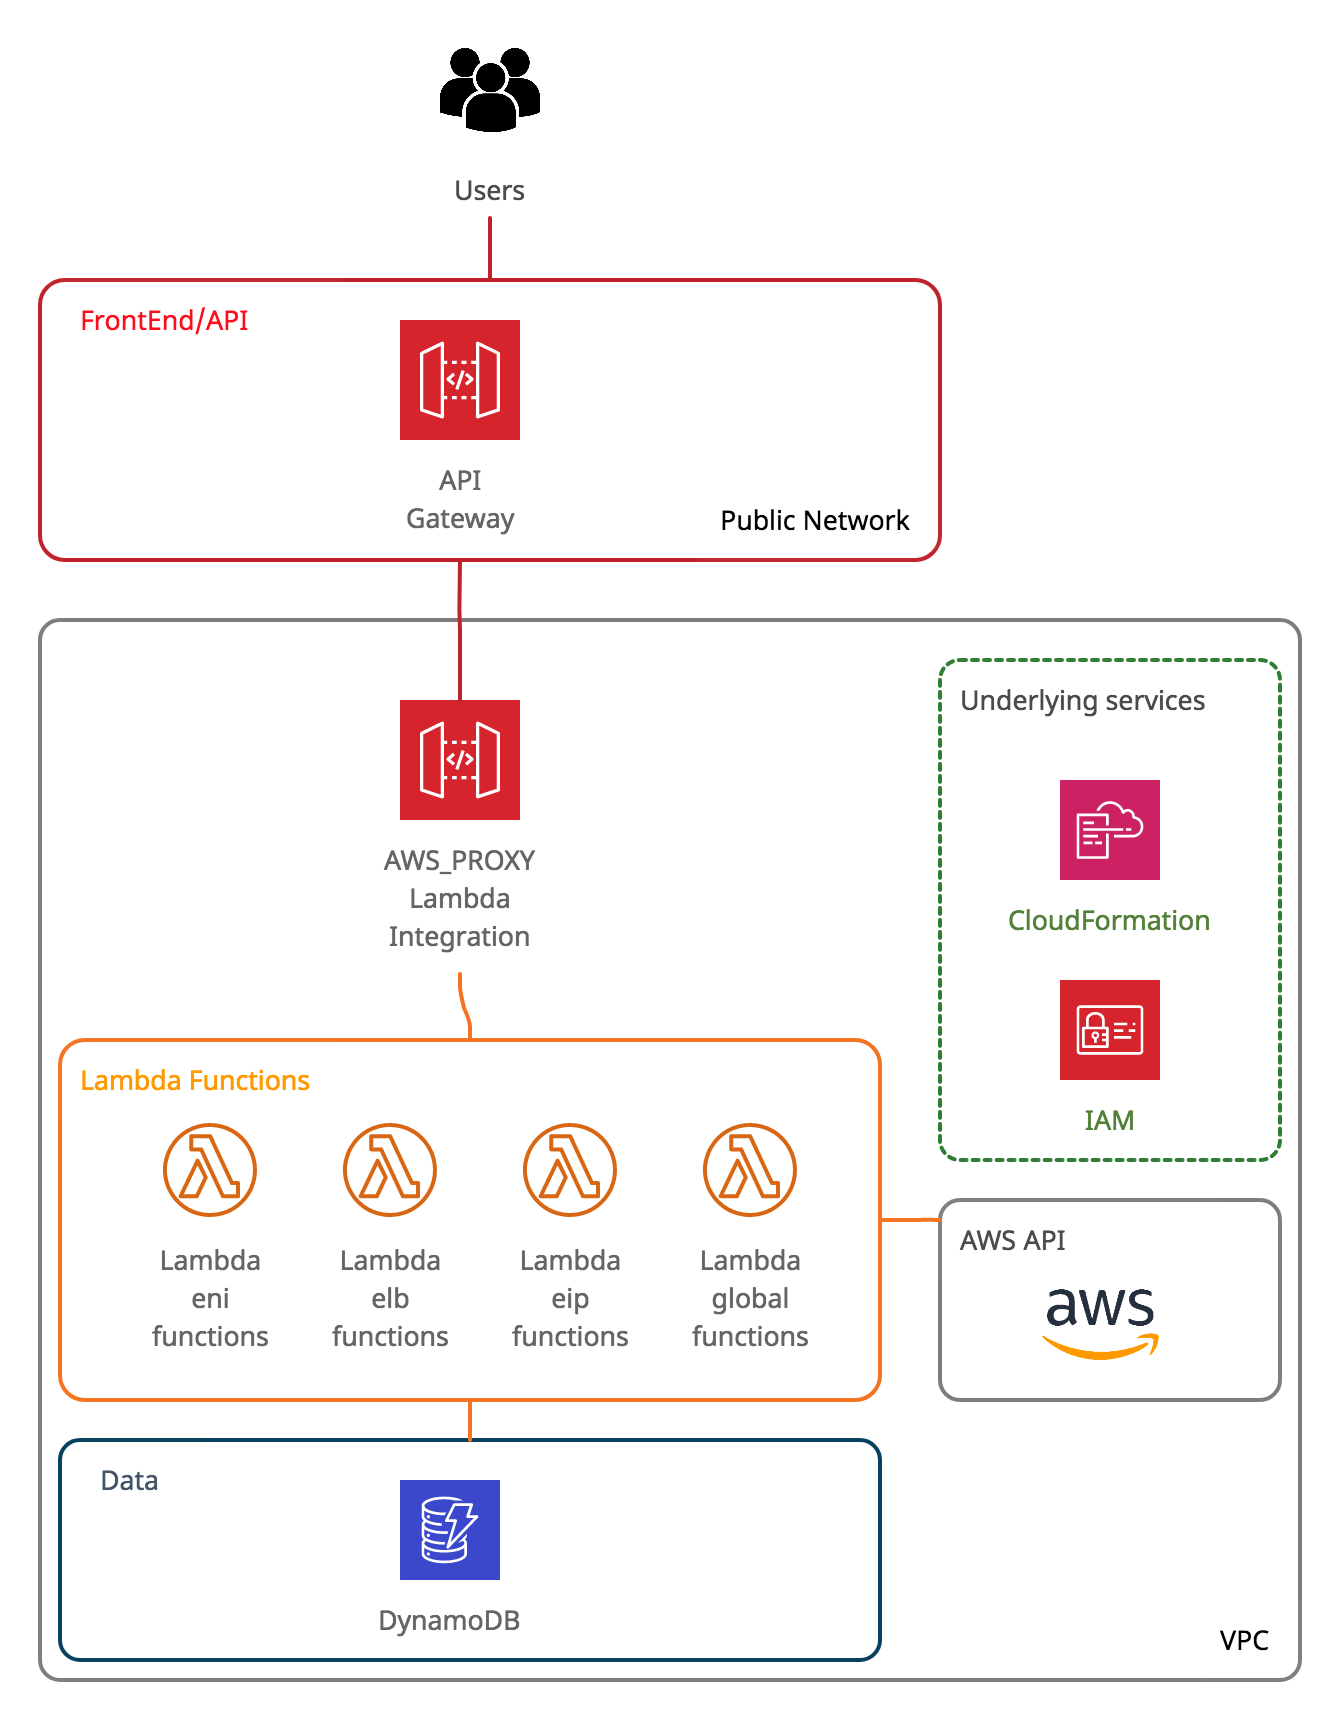 Users
FrontEnd/API
API
Gateway
Public Network
AWS_PROXY
Lambda
Integration
Underlying services
CloudFormation
IAM
Lambda Functions
Lambda
eni
functions
Lambda
elb
functions
Lambda
eip
functions
Lambda
global
functions
AWS API
aws
Data
DynamoDB
VPC